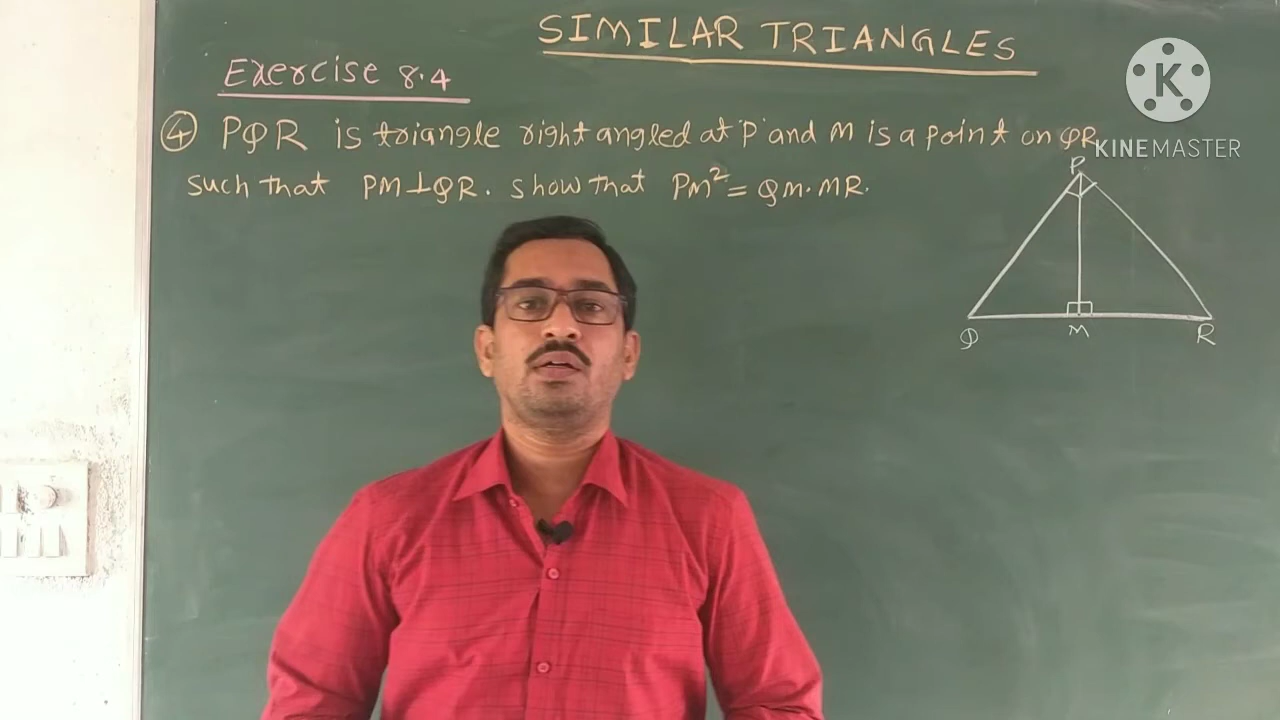 SIMILAR TRIANGLES
Exercise 8.4
④ PQR is triangle right angled at 'P' and M is a point on QR
such that PM⊥QR. show that PM²= QM. MR.
K
KINEMASTER
P
Q M R